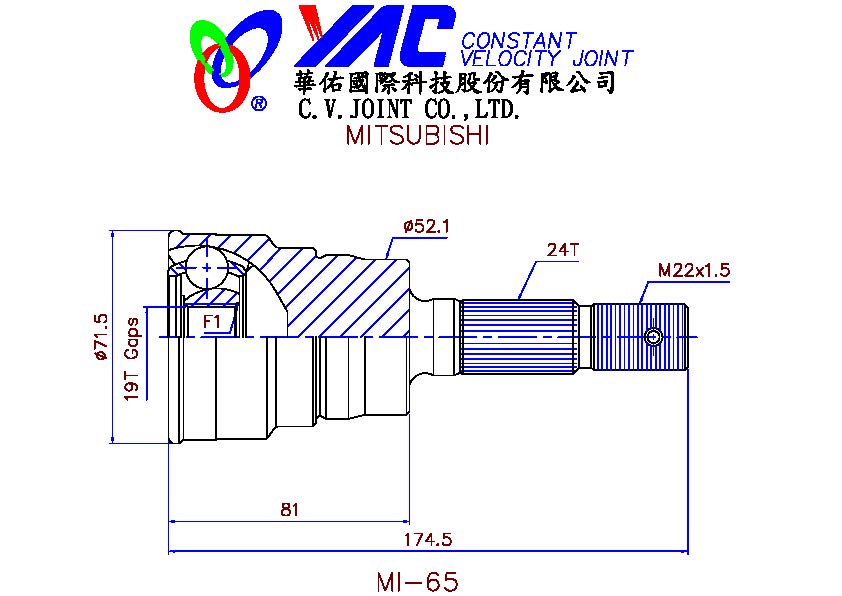 YAC CONSTANT
VELOCITY JOINT
®
華佑國際科技股份有限公司
C.V.JOINT CO.,LTD.
MITSUBISHI
ø52.1
24T
M22x1.5
F1
ø71.5
19T Gaps
81
174.5
MI-65